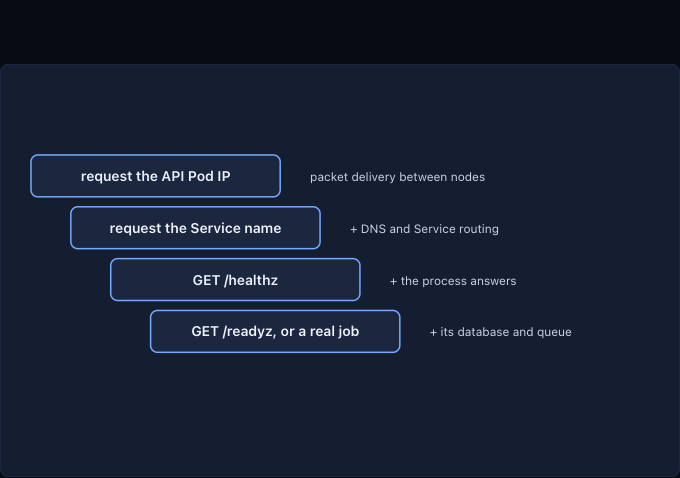 request the API Pod IP
packet delivery between nodes
request the Service name
+ DNS and Service routing
GET /healthz
+ the process answers
GET /readyz, or a real job
+ its database and queue